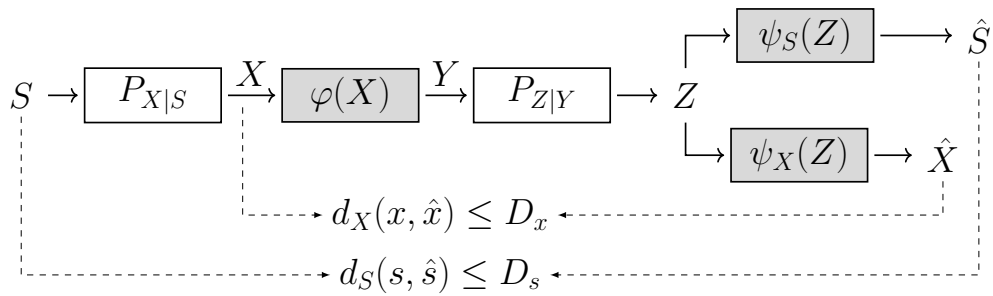 ψ_S(Z) Ŝ
S P_{X|S} X φ(X) Y P_{Z|Y} Z
ψ_X(Z) X̂
d_X(x, x̂) ≤ D_x
d_S(s, ŝ) ≤ D_s